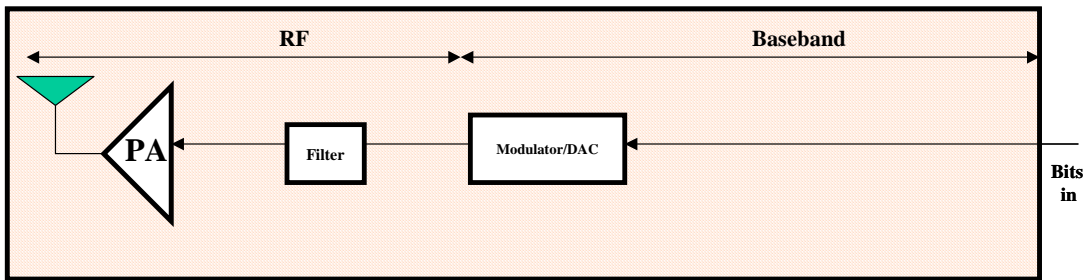 RF
Baseband
PA
Filter
Modulator/DAC
Bits
in